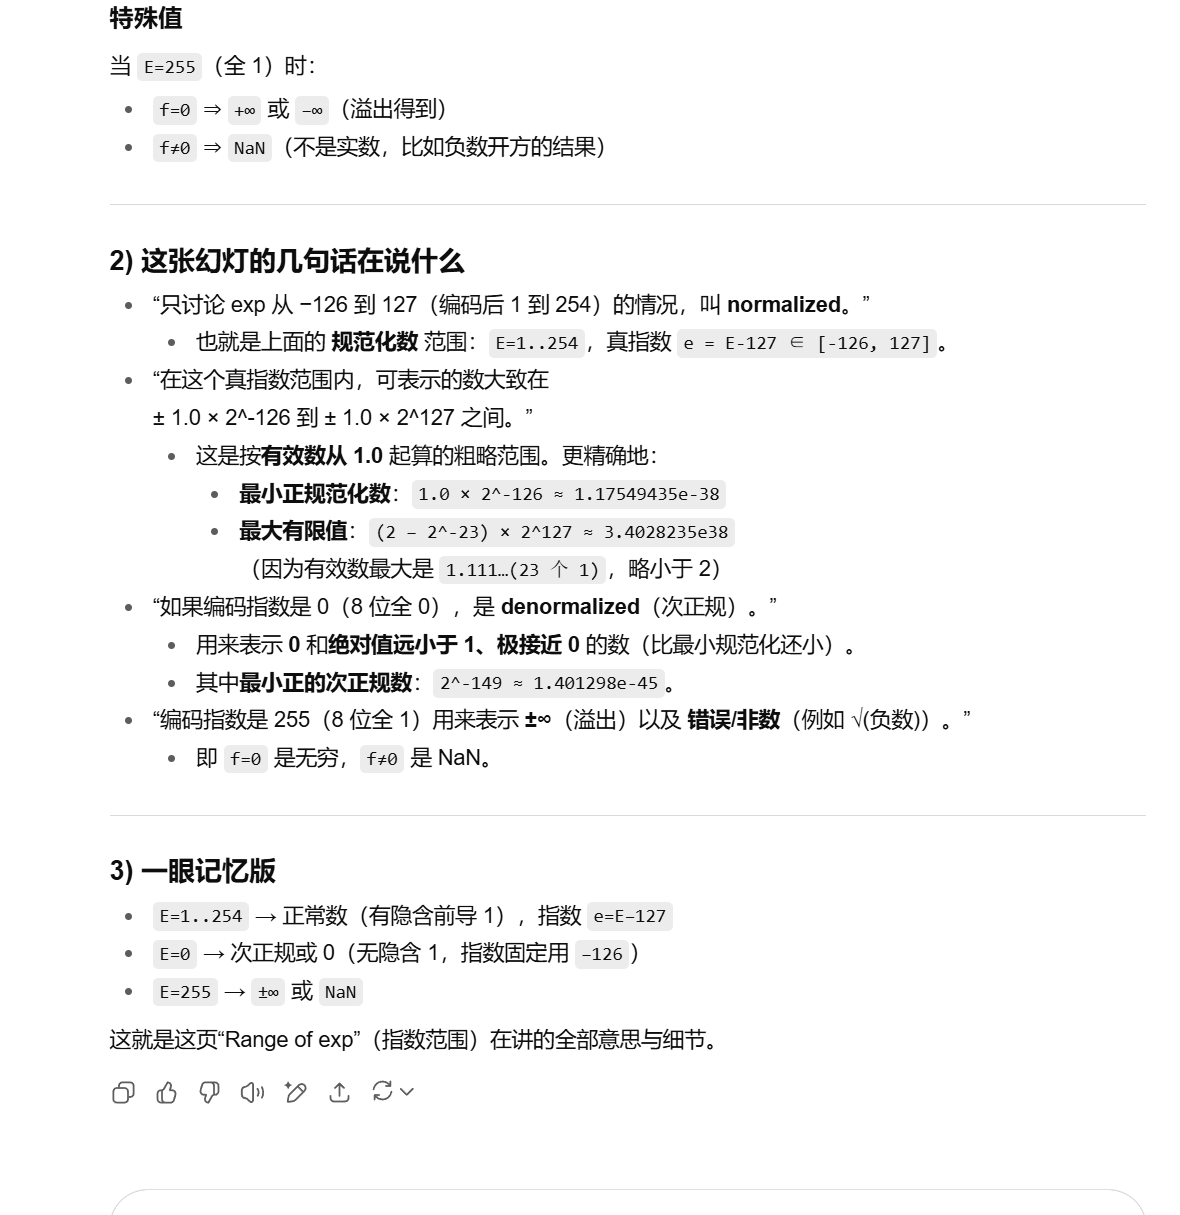 特殊值
当 E=255（全 1）时：
f=0 ⇒ +∞ 或 −∞（溢出得到）
f≠0 ⇒ NaN（不是实数，比如负数开方的结果）
2) 这张幻灯的几句话在说什么
“只讨论 exp 从 −126 到 127（编码后 1 到 254）的情况，叫 normalized。”
也就是上面的 规范化数 范围：E=1..254，真指数 e = E-127 ∈ [-126, 127]。
“在这个真指数范围内，可表示的数大致在
± 1.0 × 2^-126 到 ± 1.0 × 2^127 之间。”
这是按有效数从 1.0 起算的粗略范围。更精确地：
最小正规范化数：1.0 × 2^-126 ≈ 1.17549435e-38
最大有限值：(2 − 2^-23) × 2^127 ≈ 3.4028235e38
（因为有效数最大是 1.111…(23 个 1)，略小于 2）
“如果编码指数是 0（8 位全 0），是 denormalized（次正规）。”
用来表示 0 和绝对值远小于 1、极接近 0 的数（比最小规范化还小）。
其中最小正的次正规数：2^-149 ≈ 1.401298e-45。
“编码指数是 255（8 位全 1）用来表示 ±∞（溢出）以及 错误/非数（例如 √(负数)）。”
即 f=0 是无穷，f≠0 是 NaN。
3) 一眼记忆版
E=1..254 → 正常数（有隐含前导 1），指数 e=E−127
E=0 → 次正规或 0（无隐含 1，指数固定用 −126）
E=255 → ±∞ 或 NaN
这就是这页“Range of exp”（指数范围）在讲的全部意思与细节。